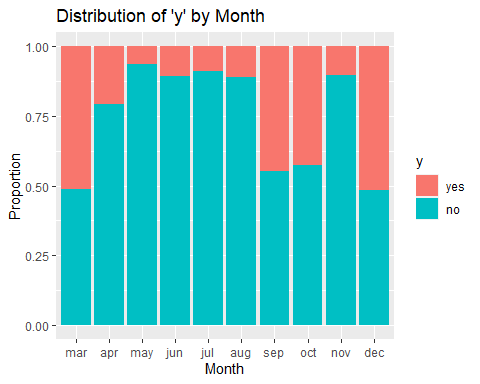 Distribution of 'y' by Month
Proportion
1.00
0.75
0.50
0.25
0.00
mar apr may jun jul aug sep oct nov dec
Month
y
yes
no